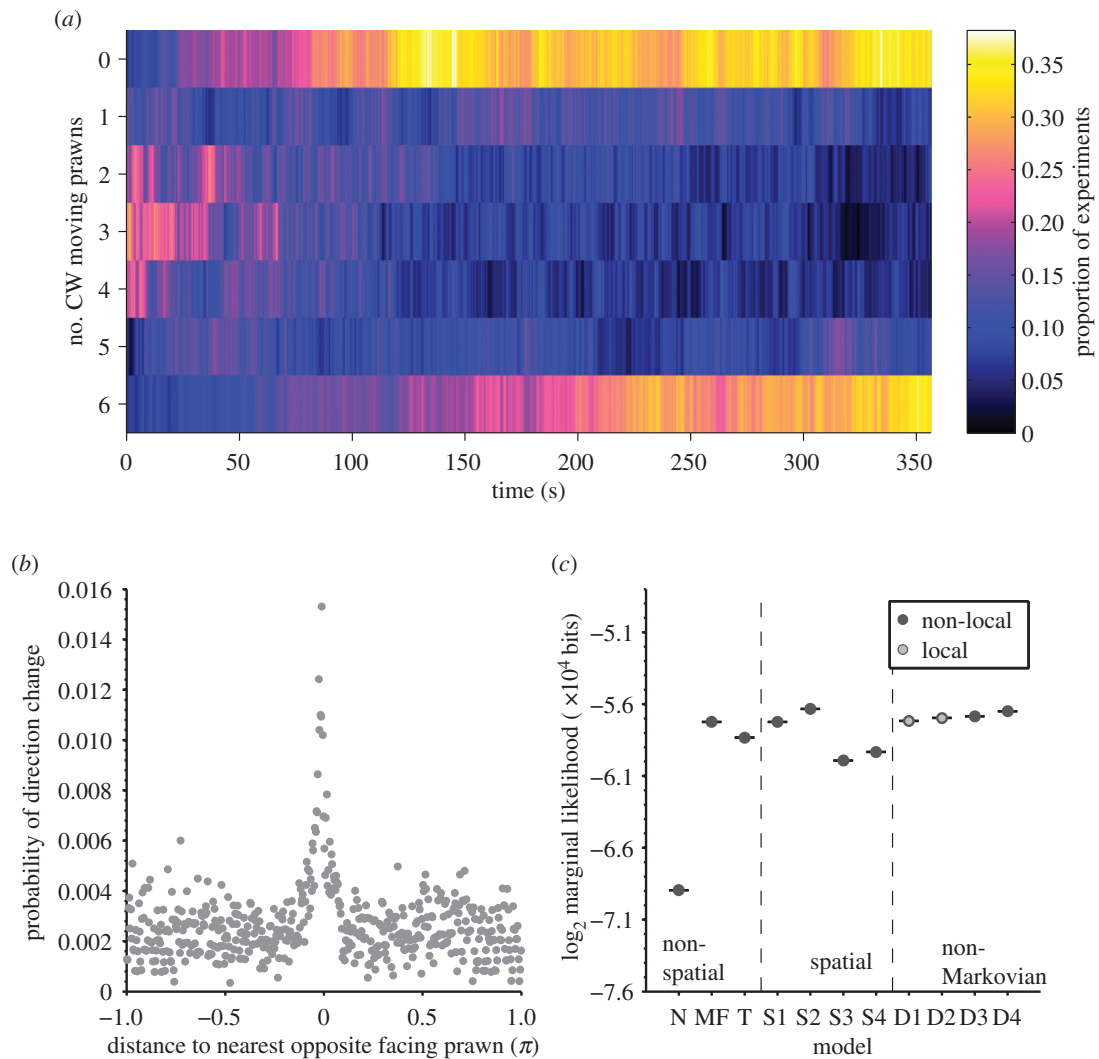 (a)
no. CW moving prawns
0
1
2
3
4
5
6
0 50 100 150 200 250 300 350
time (s)
0.35
0.30
0.25
0.20
0.15
0.10
0.05
0
proportion of experiments
(b)
probability of direction change
0.016
0.014
0.012
0.010
0.008
0.006
0.004
0.002
0
−1.0 −0.5 0 0.5 1.0
distance to nearest opposite facing prawn (π)
(c)
log2 marginal likelihood ( ×10^4 bits)
−5.1
−5.6
−6.1
−6.6
−7.1
−7.6
non-local
local
non-
spatial
spatial
non-
Markovian
N MF T S1 S2 S3 S4 D1 D2 D3 D4
model